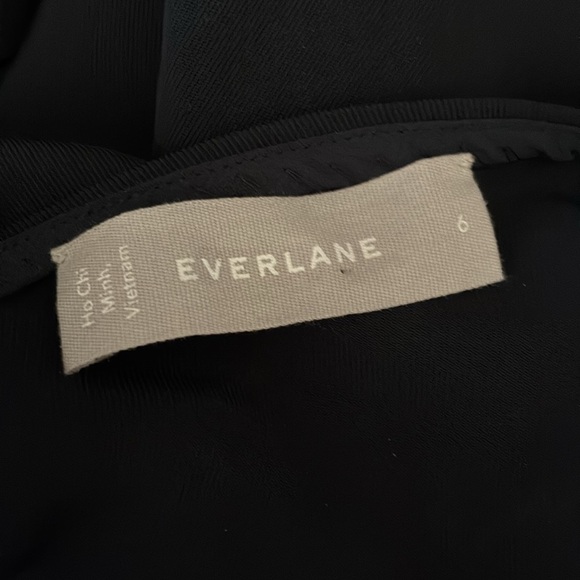 Ho Chi
Minh,
Vietnam
EVERLANE
6